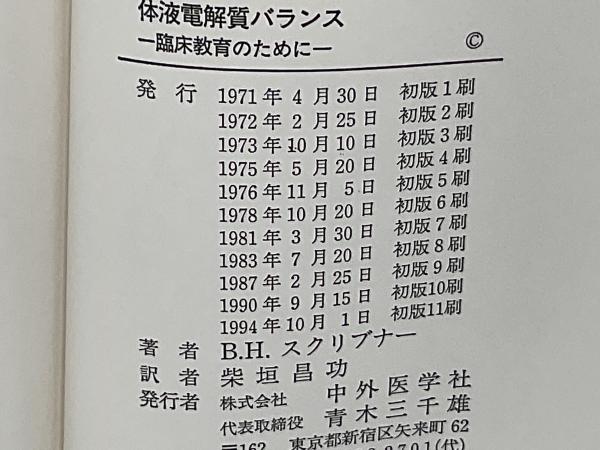 体液電解質バランス
―臨床教育のために―
©
発行 1971年 4月30日 初版1刷
1972年 2月25日 初版2刷
1973年10月10日 初版3刷
1975年 5月20日 初版4刷
1976年11月 5日 初版5刷
1978年10月20日 初版6刷
1981年 3月30日 初版7刷
1983年 7月20日 初版8刷
1987年 2月25日 初版9刷
1990年 9月15日 初版10刷
1994年10月 1日 初版11刷
著者 B.H. スクリブナー
訳者 柴垣昌功
発行者 株式会社 中外医学社
代表取締役 青木三千雄
〒162 東京都新宿区矢来町62
2701(代)